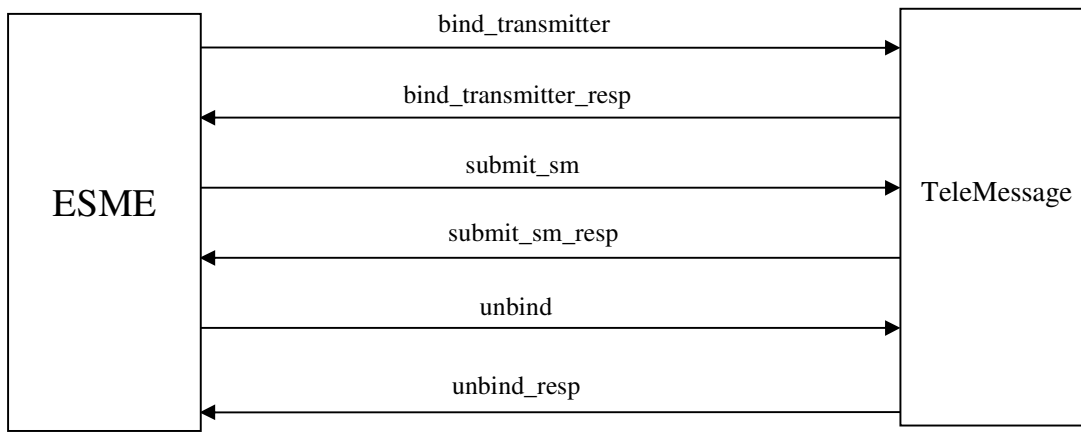 bind_transmitter
bind_transmitter_resp
submit_sm
ESME
TeleMessage
submit_sm_resp
unbind
unbind_resp